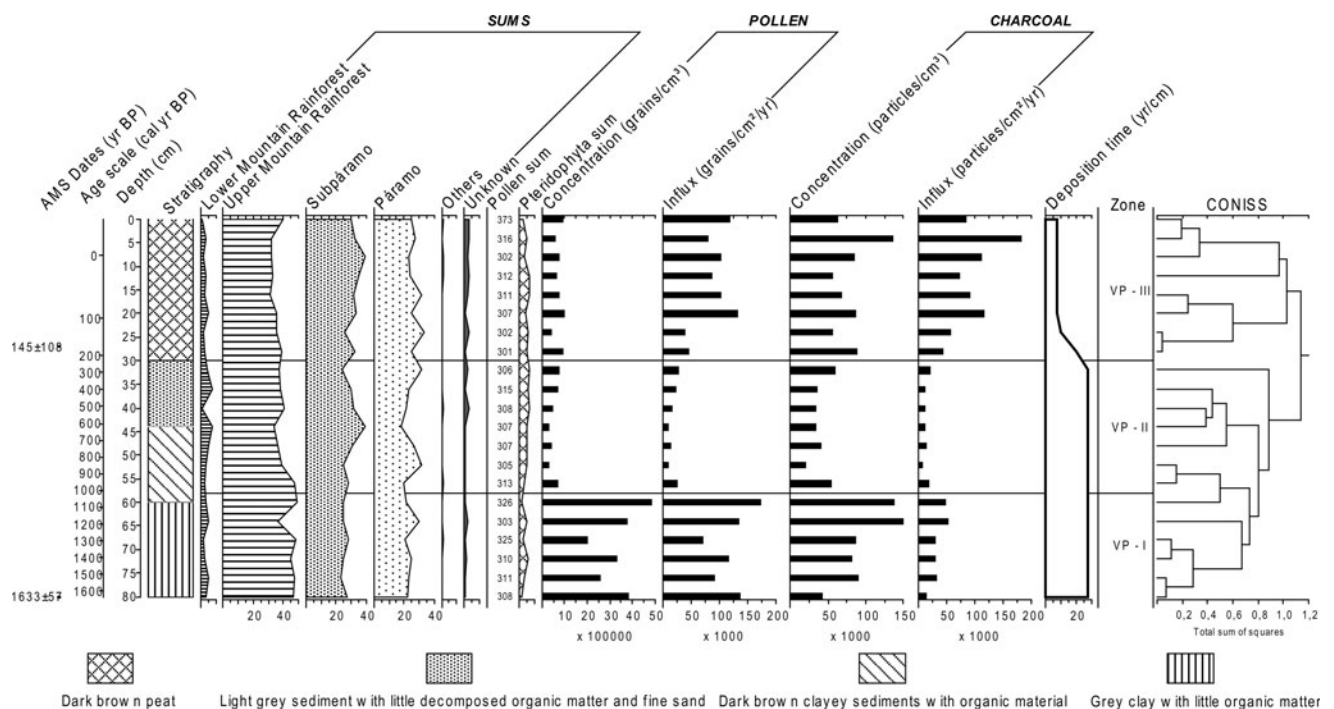 SUMS
POLLEN
CHARCOAL
AMS Dates (yr BP)
Age scale (cal yr BP)
Depth (cm)
Stratigraphy
Lower Mountain Rainforest
Upper Mountain Rainforest
Subpáramo
Páramo
Others
Unknown
Pollen sum
Pteridophyta sum
Concentration (grains/cm³)
Influx (grains/cm²/yr)
Concentration (particles/cm³)
Influx (particles/cm²/yr)
Deposition time (yr/cm)
Zone
CONISS
145±108
1633±57
0
100
200
300
400
500
600
700
800
900
1000
1100
1200
1300
1400
1500
1600
0
5
10
15
20
25
30
35
40
45
50
55
60
65
70
75
80
373
316
302
312
311
307
302
301
306
315
308
307
307
305
313
326
303
325
310
311
308
VP - III
VP - II
VP - I
20 40 20 40 20 40 20 20 10 20 30 40 50 50 100 150 200 50 100 150 50 100 150 200 20 0,2 0,4 0,6 0,8 1,0 1,2
x 100000 x 1000 x 1000 x 1000 Total sum of squares
Dark brown peat Light grey sediment with little decomposed organic matter and fine sand Dark brown clayey sediments with organic material Grey clay with little organic matter